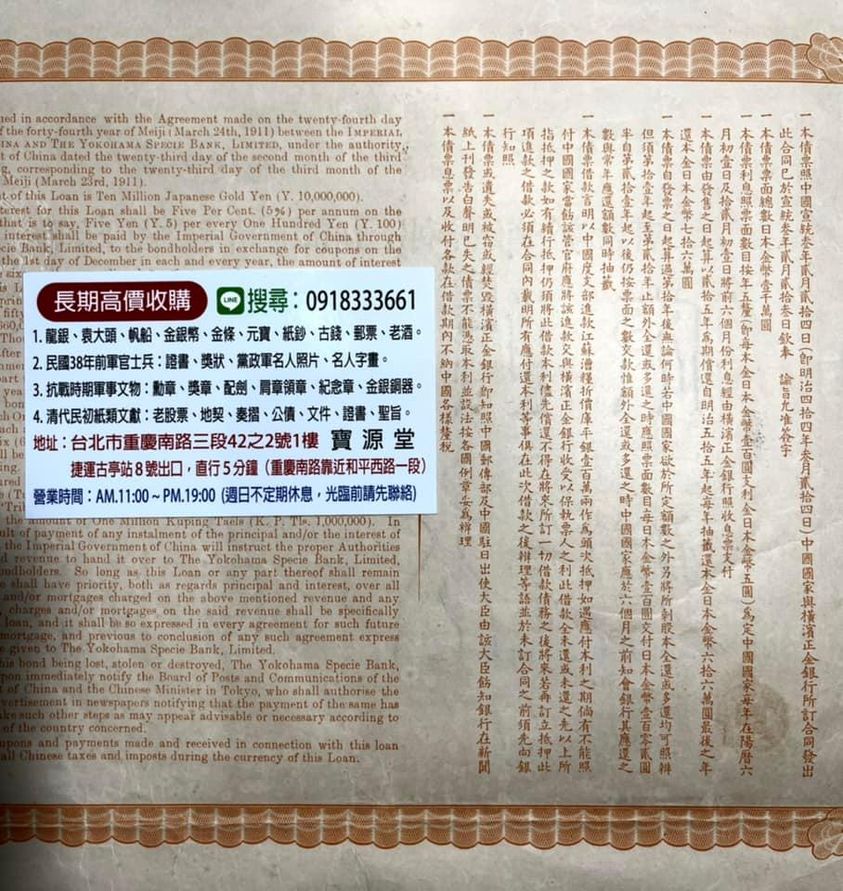 ned in accordance with the Agreement made on the twenty-fourth day
f the forty-fourth year of Meiji (March 24th, 1911) between the IMPERIAL
INA AND THE YOKOHAMA SPECIE BANK, LIMITED, under the authority,
t of China dated the twenty-third day of the second month of the third
g, corresponding to the twenty-third day of the third month of the
Meiji (March 23rd, 1911).
t of this Loan is Ten Million Japanese Gold Yen (Y. 10,000,000).
terest for this Loan shall be Five Per Cent. (5%) per annum on the
that is to say, Five Yen (Y. 5) per every One Hundred Yen (Y. 100)
interest shall be paid by the Imperial Government of China through
ecie Bank, Limited, to the bondholders in exchange for coupons on the
the 1st day of December in each and every year, the amount of interest
長期高價收購
LINE 搜尋：0918333661
1. 龍銀、袁大頭、帆船、金銀幣、金條、元寶、紙鈔、古錢、郵票、老酒。
2. 民國38年前軍官士兵：證書、獎狀、黨政軍名人照片、名人字畫。
3. 抗戰時期軍事文物：勳章、獎章、配劍、肩章領章、紀念章、金銀銅器。
4. 清代民初紙類文獻：老股票、地契、奏摺、公債、文件、證書、聖旨。
地址：台北市重慶南路三段42之2號1樓 寶源堂
捷運古亭站8號出口，直行5分鐘（重慶南路靠近和平西路一段）
營業時間：AM.11:00 ~ PM.19:00 (週日不定期休息，光臨前請先聯絡)
the amount of One Million Kuping Taels (K. P. Tls. 1,000,000). In
ult of payment of any instalment of the principal and/or the interest of
the Imperial Government of China will instruct the proper Authorities
d revenue to hand it over to The Yokohama Specie Bank, Limited,
ondholders. So long as this Loan or any part thereof shall remain
e shall have priority, both as regards principal and interest, over all
and/or mortgages charged on the above mentioned revenue and any
charges and/or mortgages on the said revenue shall be specifically
loan, and it shall be so expressed in every agreement for such future
mortgage, and previous to conclusion of any such agreement express
e given to The Yokohama Specie Bank, Limited.
his bond being lost, stolen or destroyed, The Yokohama Specie Bank,
pon immediately notify the Board of Posts and Communications of the
t of China and the Chinese Minister in Tokyo, who shall authorise the
vertisement in newspapers notifying that the payment of the same has
ake such other steps as may appear advisable or necessary according to
of the country concerned.
upons and payments made and received in connection with this loan
all Chinese taxes and imposts during the currency of this Loan.
一本債票照中國宣統叁年貳月貳拾四日(即明治四拾四年叁月貳拾四日)中國國家與橫濱正金銀行所訂合同發出
此合同已於宣統叁年貳月貳拾叁日欽奉 諭旨允准簽字
一本債票票面總數日本金幣壹千萬圓
一本債票利息照票面數目按年五釐(即每本金日本金幣壹百圓支利金日本金幣五圓)為定中國國家每年在陽曆六
月初壹日及拾貳月初壹日將前六個月份利息經由橫濱正金銀行照收息票支付
一本債票由發售之日起算以貳拾五年為期償還自明治五拾五年起每年抽籤還本金日本金幣六拾六萬圓最後之年
還本金日本金幣七拾六萬圓
一本債票自發票之日起算過第拾年後無論何時若中國國家欲於所定額數之外另將所剩股本全還或多還均可照辦
但須第拾壹年起至第貳拾年止額外全還或多還之時應照票面數目每日本金幣壹百圓交付日本金幣壹百零貳圓
半自第貳拾壹年起以後仍按票面之數交款惟額外全還或多還之時中國國家應於六個月之前知會銀行其應還之
數與常年應還額數同時抽籤
一本債票借款言明以中國度支部進款江蘇漕糧折價庫平銀壹百萬兩作為頭次抵押如遇應付本利之期倘有不能照
付中國國家當飭該管官府應將該進款交與橫濱正金銀行收受以保執票人之利此借款全未還或未還之先以上所
指抵押之款如有續行抵押仍須將此借款本利儘先償還不得在將來所訂一切借款債務之後將來若再訂立抵押此
項進款之借款必須在合同內載明所有應付還本利等事俱在此次借款之後辦理等語並於未訂合同之前須先向銀
行知照
一本債票或遺失或被竊或經焚燬橫濱正金銀行即知照中國郵傳部及中國駐日出使大臣由該大臣飭知銀行在新聞
紙上刊發告白聲明已失之債票不能憑取本利並設法按各國例章妥為辦理
一本債票息票以及收付各款在借款期內不納中國各樣釐稅